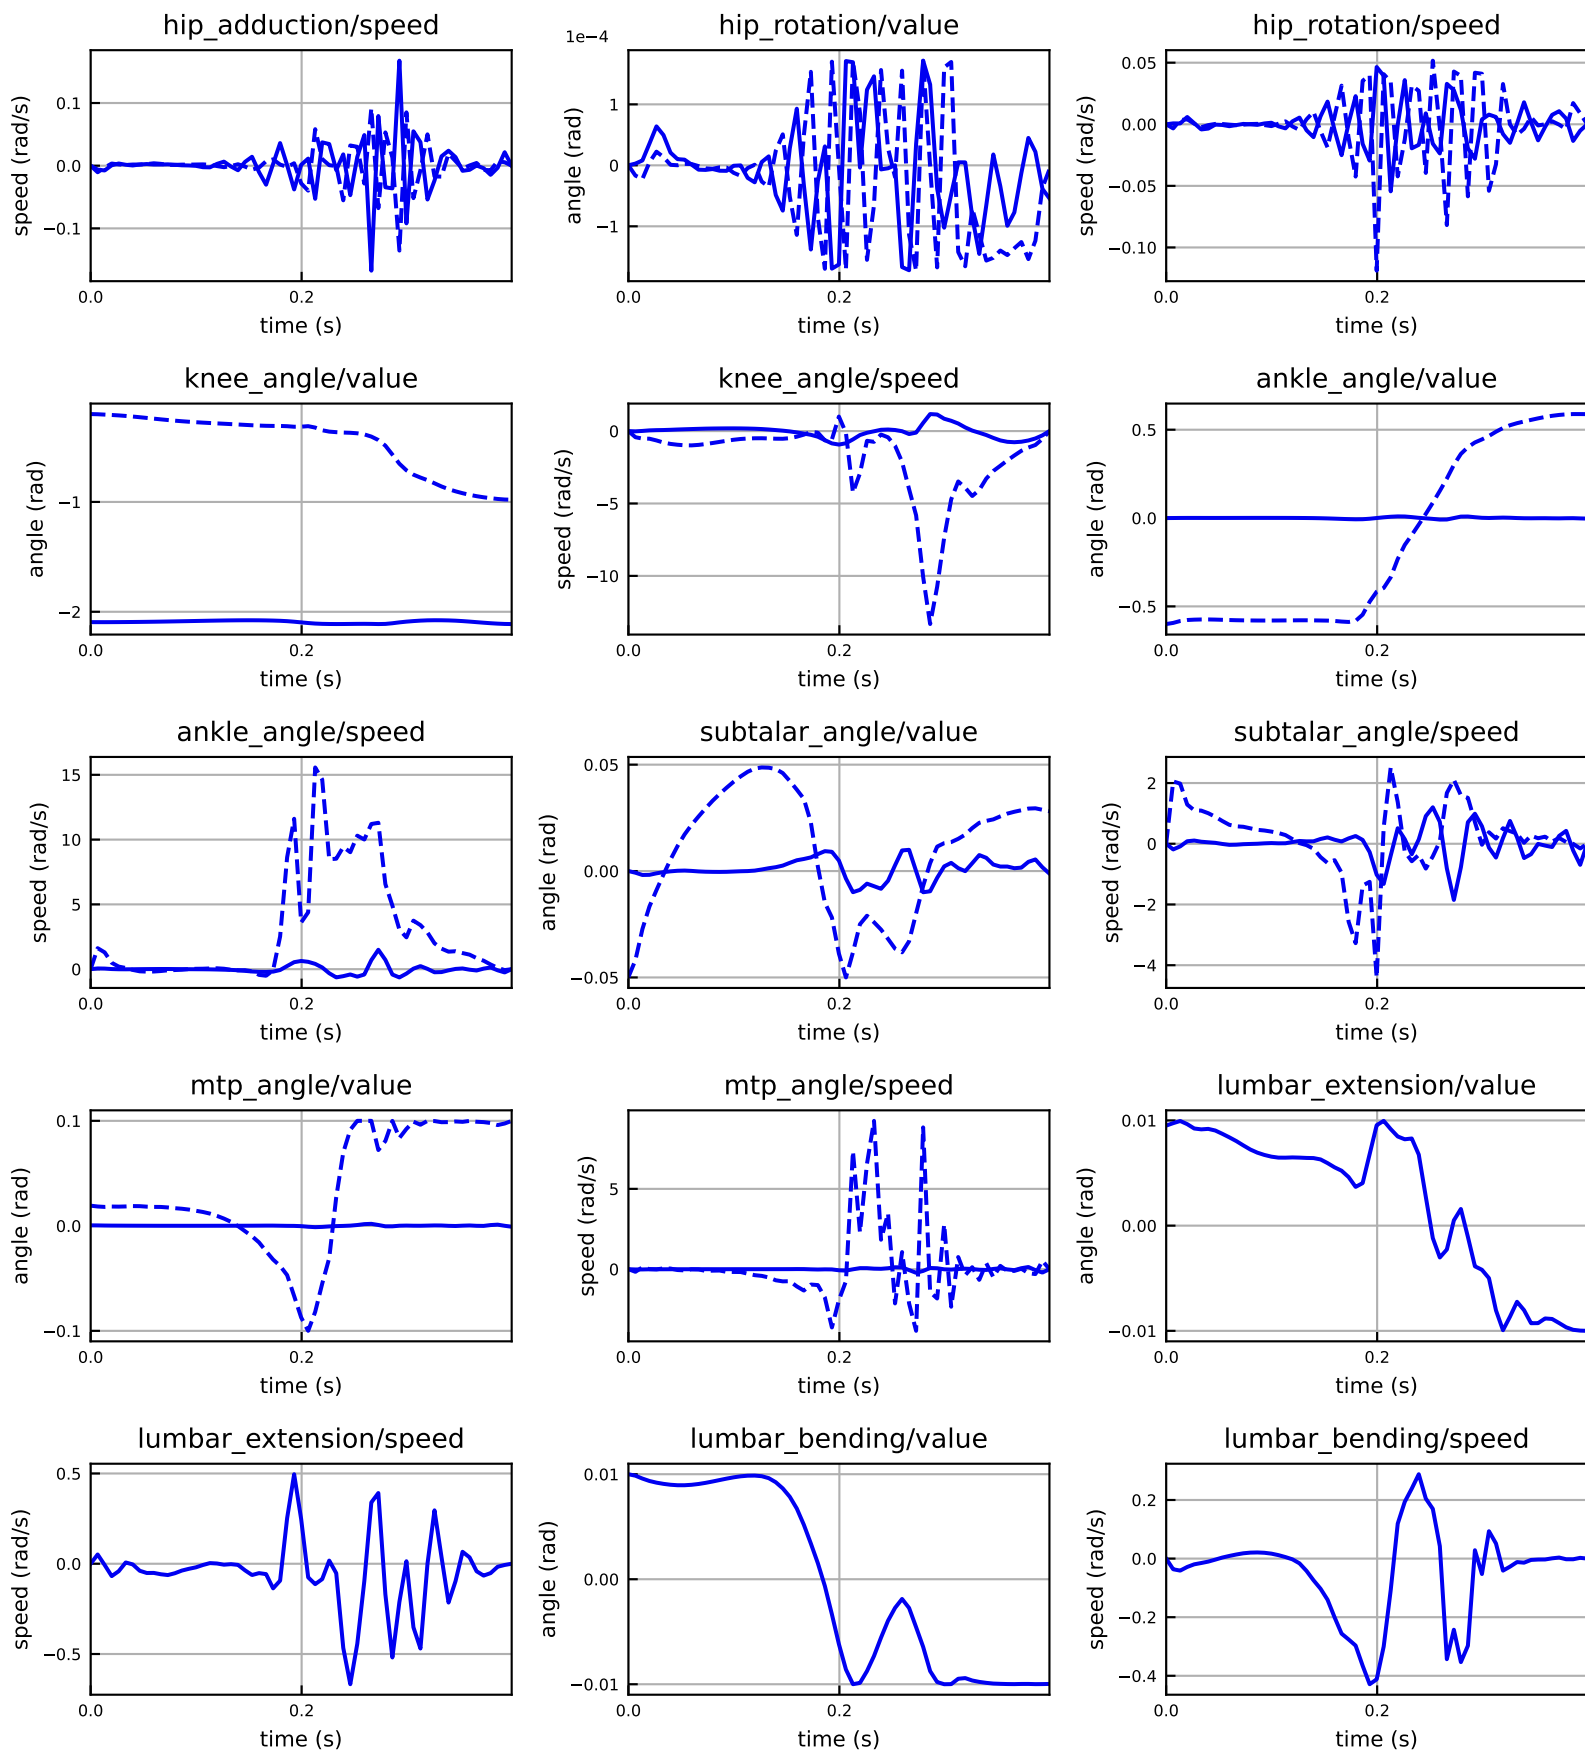 hip_adduction/speed
speed (rad/s)
0.1
0.0
−0.1
0.0
0.2
time (s)
hip_rotation/value
1e−4
angle (rad)
1
−1
0.0
0.2
time (s)
hip_rotation/speed
speed (rad/s)
0.05
0.00
−0.05
−0.10
0.0
0.2
time (s)
knee_angle/value
angle (rad)
−1
−2
0.0
0.2
time (s)
knee_angle/speed
speed (rad/s)
0
−5
−10
0.0
0.2
time (s)
ankle_angle/value
angle (rad)
0.5
0.0
−0.5
0.0
0.2
time (s)
ankle_angle/speed
speed (rad/s)
15
10
5
0
0.0
0.2
time (s)
subtalar_angle/value
angle (rad)
0.05
0.00
−0.05
0.0
0.2
time (s)
subtalar_angle/speed
speed (rad/s)
2
0
−2
−4
0.0
0.2
time (s)
mtp_angle/value
angle (rad)
0.1
0.0
−0.1
0.0
0.2
time (s)
mtp_angle/speed
speed (rad/s)
5
0
0.0
0.2
time (s)
lumbar_extension/value
angle (rad)
0.01
0.00
−0.01
0.0
0.2
time (s)
lumbar_extension/speed
speed (rad/s)
0.5
0.0
−0.5
0.0
0.2
time (s)
lumbar_bending/value
angle (rad)
0.01
0.00
−0.01
0.0
0.2
time (s)
lumbar_bending/speed
speed (rad/s)
0.2
0.0
−0.2
−0.4
0.0
0.2
time (s)